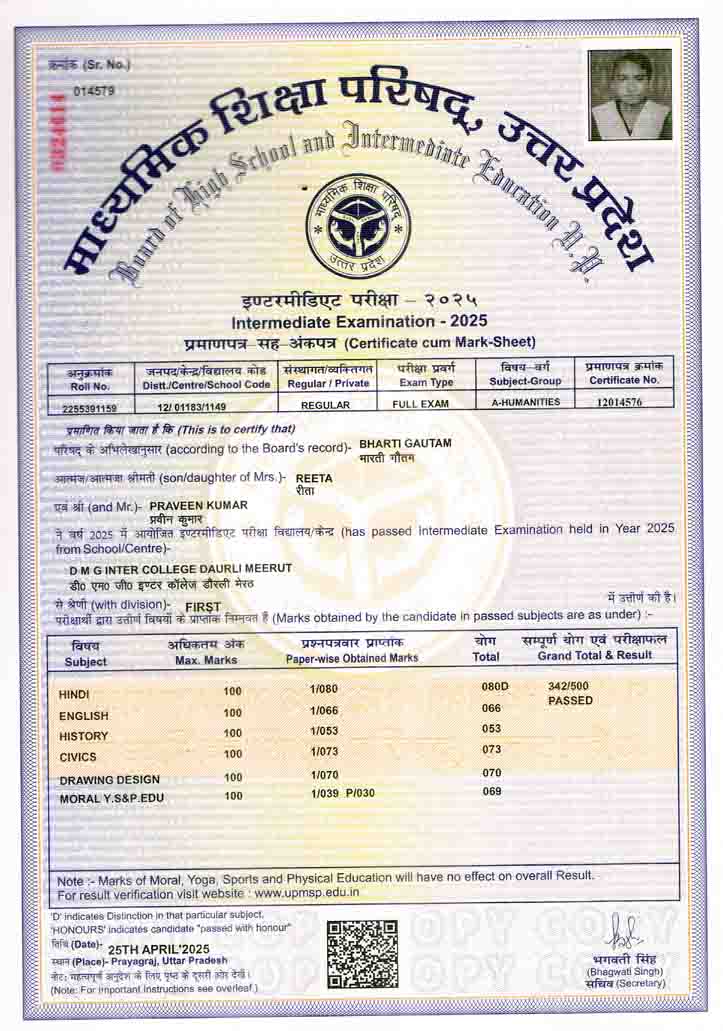 क्रमांक (Sr. No.)
014579
माध्यमिक शिक्षा परिषद्, उत्तर प्रदेश
Board of High School and Intermediate Education U.P.
माध्यमिक शिक्षा परिषद्
उत्तर प्रदेश
इण्टरमीडिएट परीक्षा – २०२५
Intermediate Examination - 2025
प्रमाणपत्र सह अंकपत्र (Certificate cum Mark-Sheet)
अनुक्रमांक जनपद/केन्द्र/विद्यालय कोड संस्थागत/व्यक्तिगत परीक्षा प्रवर्ग विषय-वर्ग प्रमाणपत्र क्रमांक
Roll No. Distt./Centre/School Code Regular / Private Exam Type Subject-Group Certificate No.
2255391159 12/ 01183/1149 REGULAR FULL EXAM A-HUMANITIES 12014576
प्रमाणित किया जाता है कि (This is to certify that)
परिषद् के अभिलेखानुसार (according to the Board's record)- BHARTI GAUTAM
भारती गौतम
आत्मज/आत्मजा श्रीमती (son/daughter of Mrs.)- REETA
रीता
एवं श्री (and Mr.)- PRAVEEN KUMAR
प्रवीन कुमार
ने वर्ष 2025 में आयोजित इण्टरमीडिएट परीक्षा विद्यालय/केन्द्र (has passed Intermediate Examination held in Year 2025
from School/Centre)-
D M G INTER COLLEGE DAURLI MEERUT
डी० एम० जी० इण्टर कॉलेज डौरली मेरठ
से श्रेणी (with division)- FIRST में उत्तीर्ण की है।
परीक्षार्थी द्वारा उत्तीर्ण विषयों के प्राप्तांक निम्नवत हैं (Marks obtained by the candidate in passed subjects are as under) :-
विषय अधिकतम अंक प्रश्नपत्रवार प्राप्तांक योग सम्पूर्ण योग एवं परीक्षाफल
Subject Max. Marks Paper-wise Obtained Marks Total Grand Total & Result
HINDI 100 1/080 080D 342/500
PASSED
ENGLISH 100 1/066 066
HISTORY 100 1/053 053
CIVICS 100 1/073 073
DRAWING DESIGN 100 1/070 070
MORAL Y.S&P.EDU 100 1/039 P/030 069
Note :- Marks of Moral, Yoga, Sports and Physical Education will have no effect on overall Result.
For result verification visit website : www.upmsp.edu.in
'D' indicates Distinction in that particular subject.
'HONOURS' indicates candidate "passed with honour"
तिथि (Date)- 25TH APRIL'2025
स्थान (Place)- Prayagraj, Uttar Pradesh
नोट: महत्वपूर्ण अनुदेश के लिए पृष्ठ के दूसरी ओर देखें।
(Note: For important Instructions see overleaf.)
भगवती सिंह
(Bhagwati Singh)
सचिव (Secretary)
COPY COPY